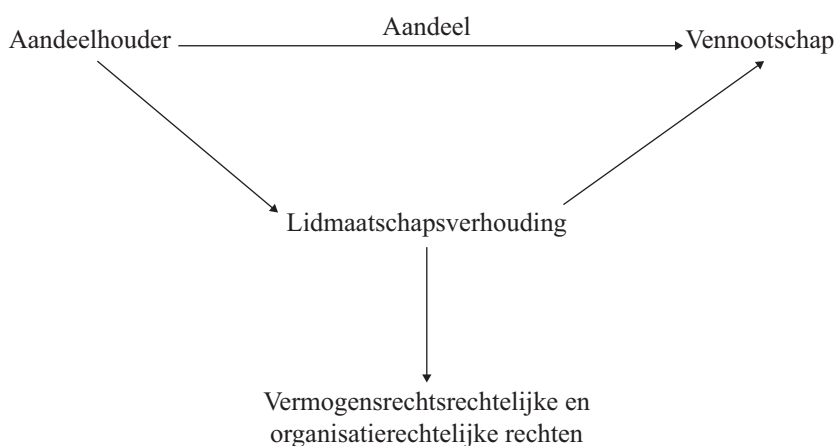 Aandeel
Aandeelhouder
Vennootschap
Lidmaatschapsverhouding
Vermogensrechtsrechtelijke en
organisatierechtelijke rechten